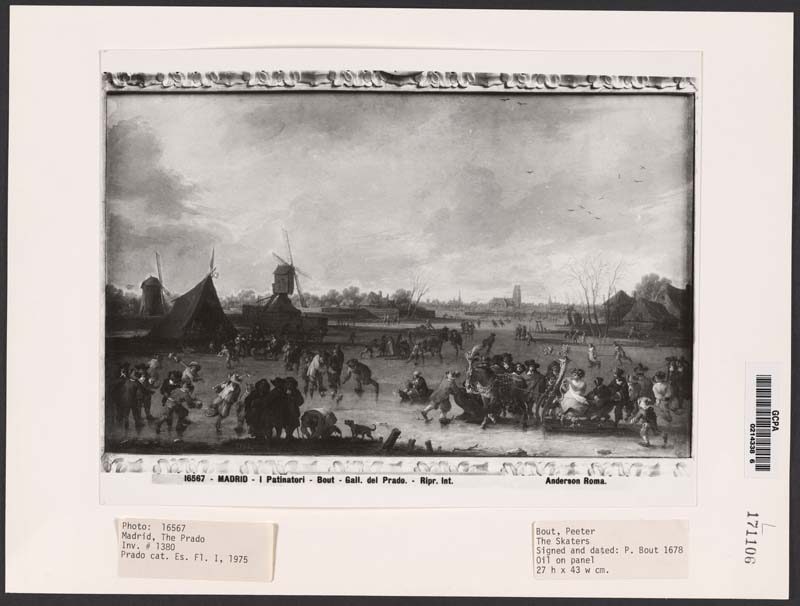 16567 - MADRID - I Patinatori - Bout - Gall. del Prado. - Ripr. Int. Anderson Roma.
Photo: 16567
Madrid, The Prado
Inv. # 1380
Prado cat. Es. Fl. I, 1975
Bout, Peeter
The Skaters
Signed and dated: P. Bout 1678
Oil on panel
27 h x 43 w cm.
GCPA
0214338 6
L
171106